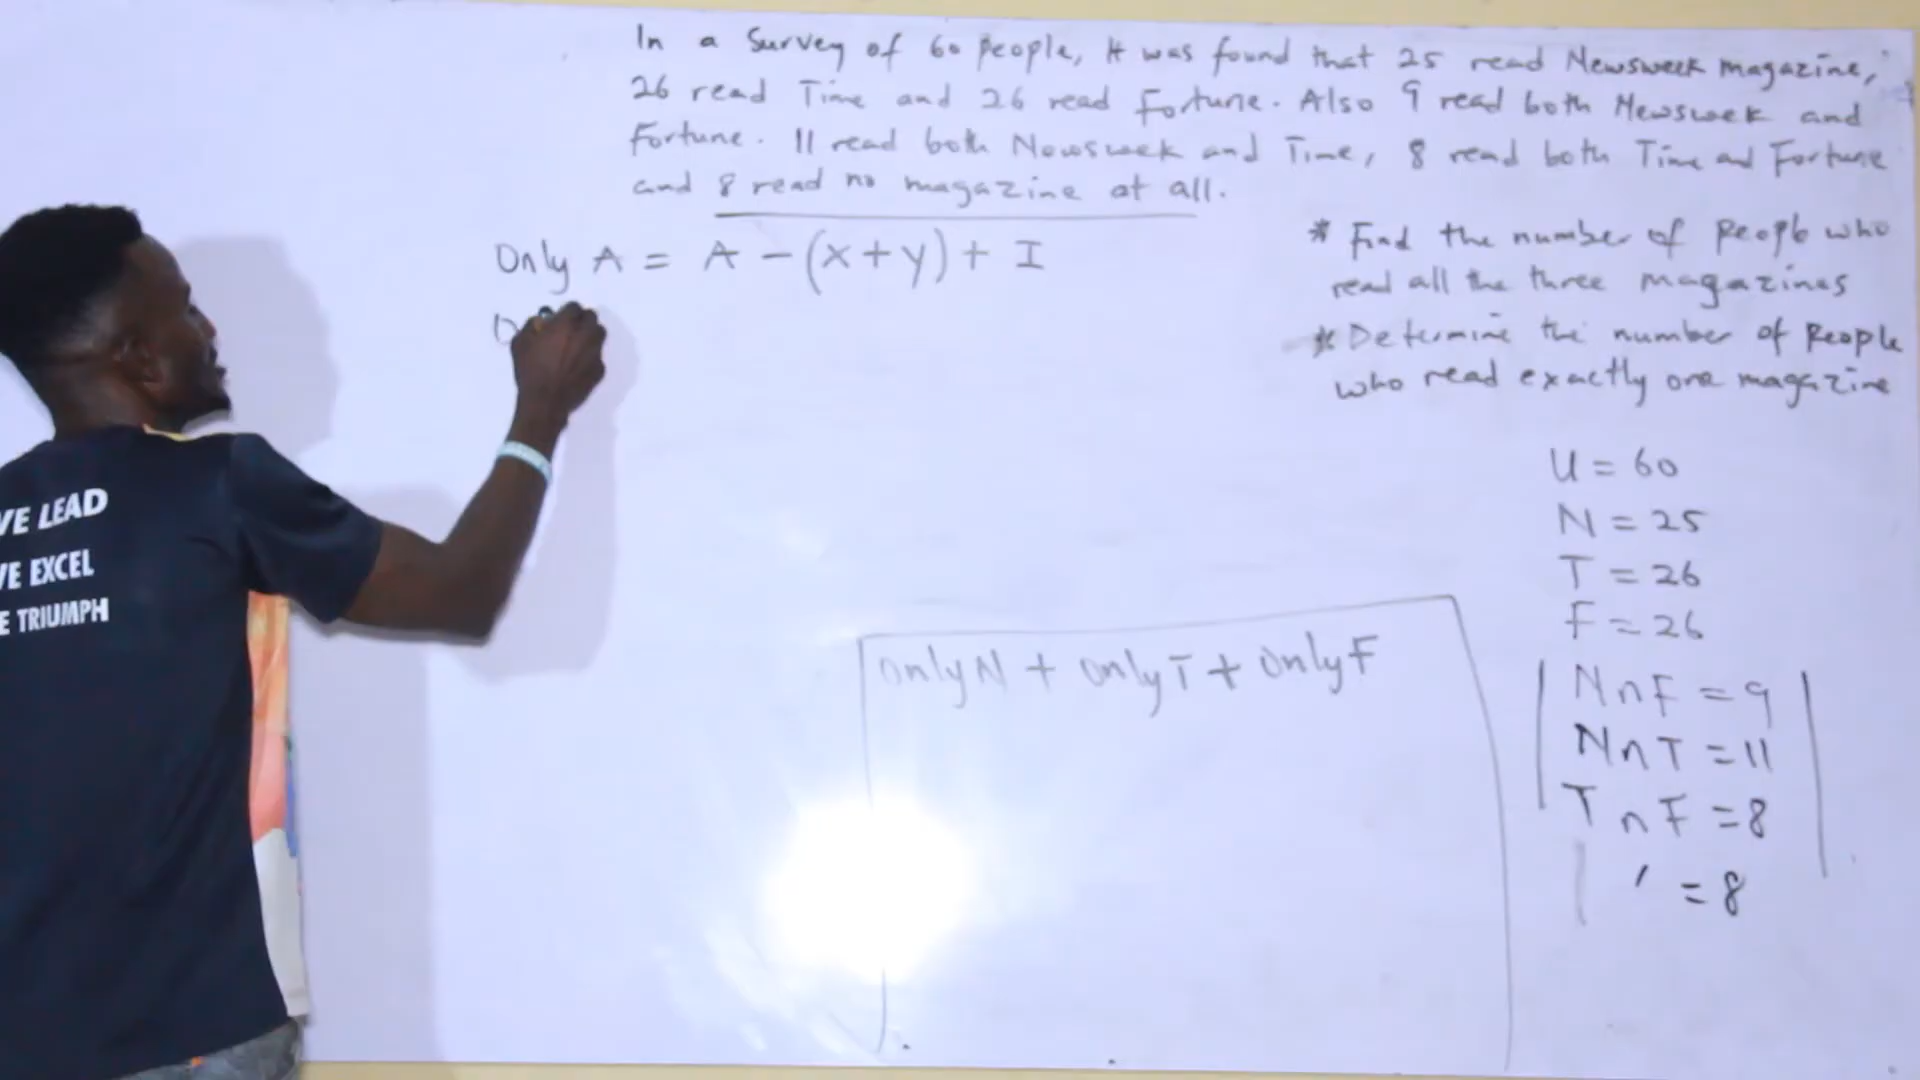 In a Survey of 60 people, It was found that 25 read Newsweek magazine,
26 read Time and 26 read Fortune. Also 9 read both Newsweek and
Fortune. 11 read both Newsweek and Time, 8 read both Time and Fortune
and 8 read no magazine at all.
* Find the number of people who
read all the three magazines
* Determine the number of People
who read exactly one magazine
Only A = A - (x+y) + I
U = 60
N = 25
T = 26
F = 26
N n F = 9
N n T = 11
T n F = 8
' = 8
only N + only T + only F
VE LEAD
VE EXCEL
E TRIUMPH